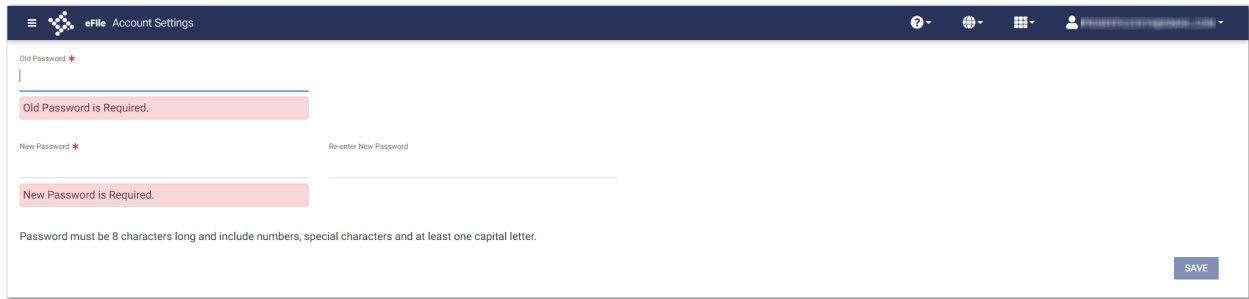 eFile Account Settings
Old Password *
Old Password is Required.
New Password * Re-enter New Password
New Password is Required.
Password must be 8 characters long and include numbers, special characters and at least one capital letter.
SAVE